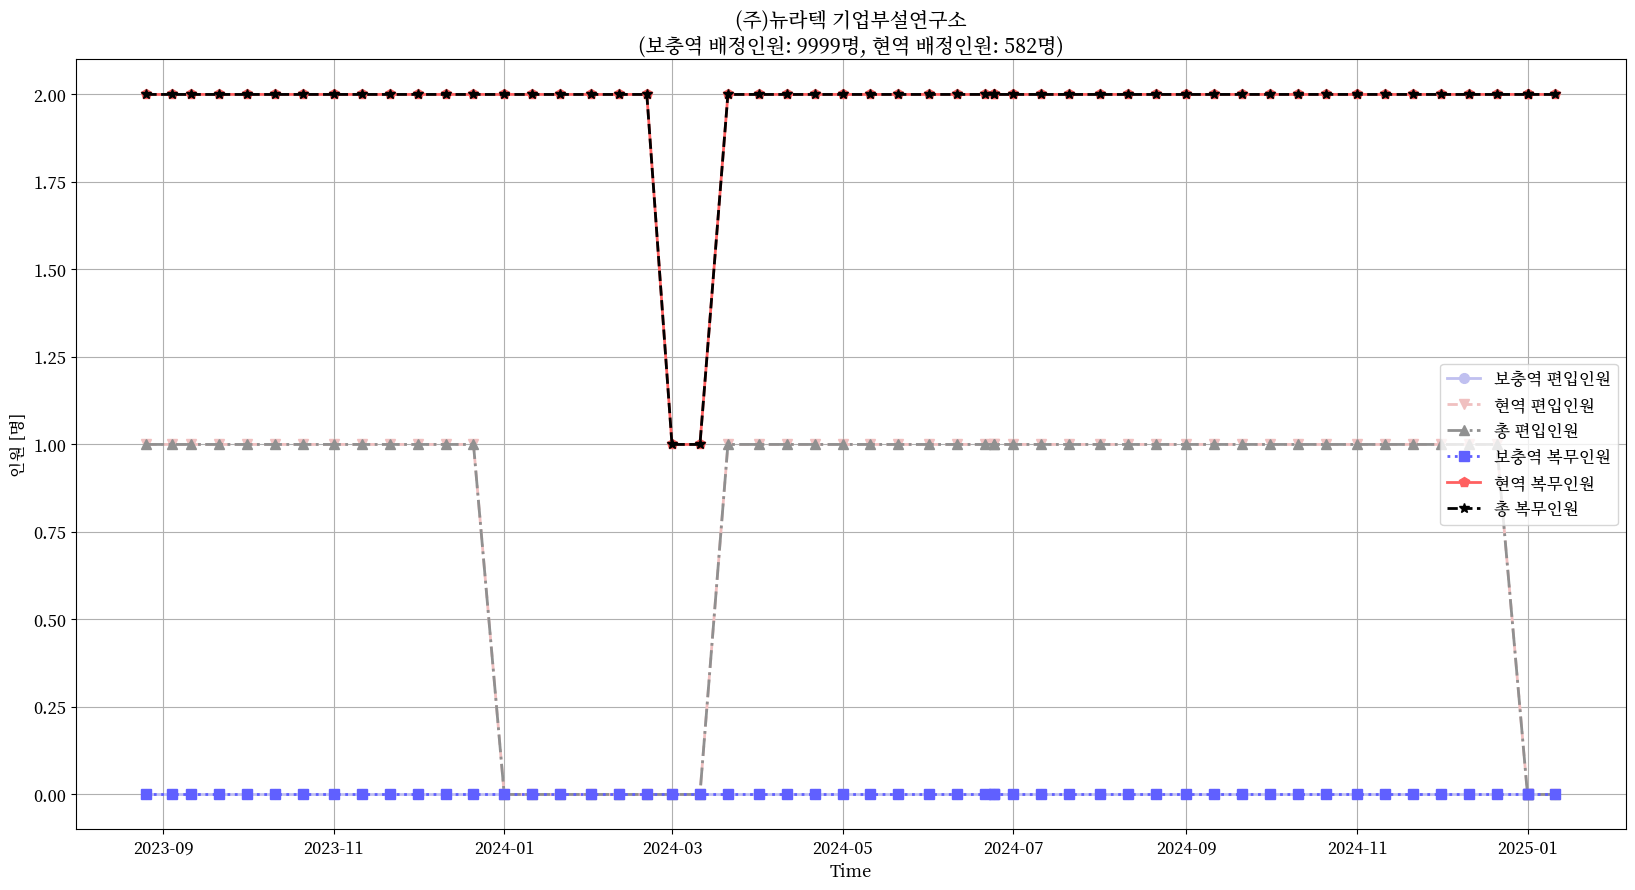 (주)뉴라텍 기업부설연구소
(보충역 배정인원: 9999명, 현역 배정인원: 582명)
2.00
1.75
1.50
1.25
1.00
0.75
0.50
0.25
0.00
인원 [명]
보충역 편입인원
현역 편입인원
총 편입인원
보충역 복무인원
현역 복무인원
총 복무인원
2023-09 2023-11 2024-01 2024-03 2024-05 2024-07 2024-09 2024-11 2025-01
Time